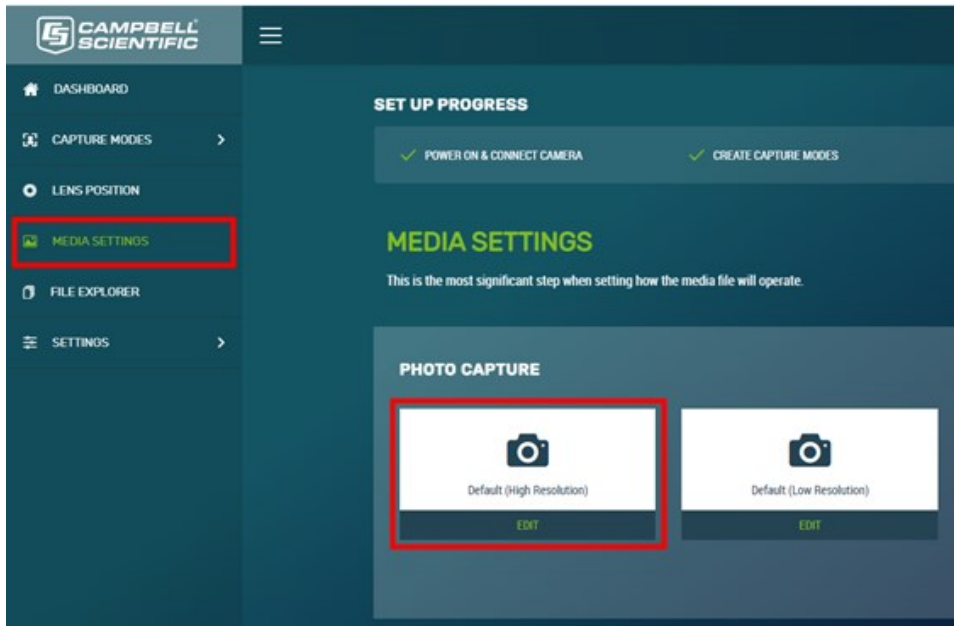 CAMPBELL
SCIENTIFIC
DASHBOARD
CAPTURE MODES
LENS POSITION
MEDIA SETTINGS
FILE EXPLORER
SETTINGS
SET UP PROGRESS
POWER ON & CONNECT CAMERA
CREATE CAPTURE MODES
MEDIA SETTINGS
This is the most significant step when setting how the media file will operate.
PHOTO CAPTURE
Default (High Resolution)
EDIT
Default (Low Resolution)
EDIT